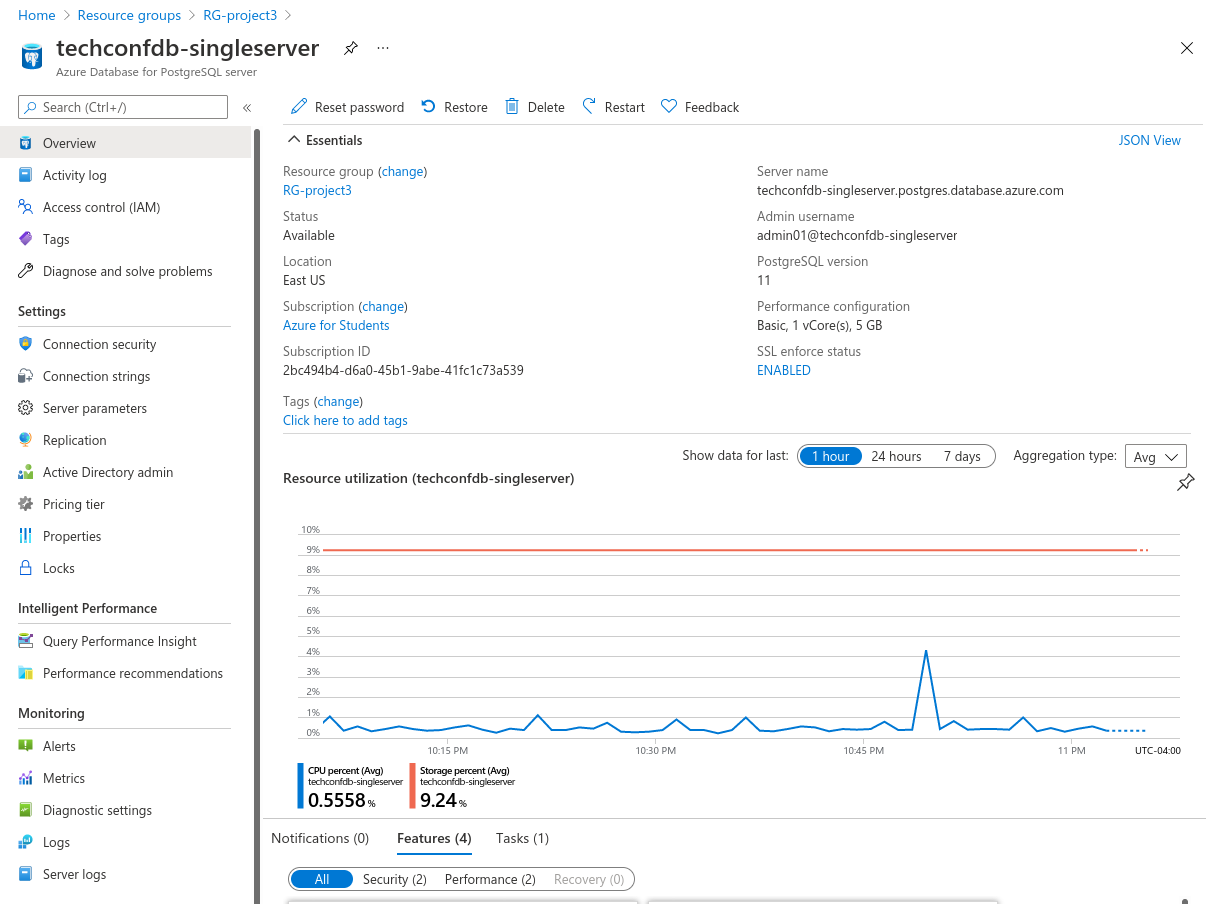 Home > Resource groups > RG-project3 >
techconfdb-singleserver ...
Azure Database for PostgreSQL server
Search (Ctrl+/) «
Overview
Activity log
Access control (IAM)
Tags
Diagnose and solve problems
Settings
Connection security
Connection strings
Server parameters
Replication
Active Directory admin
Pricing tier
Properties
Locks
Intelligent Performance
Query Performance Insight
Performance recommendations
Monitoring
Alerts
Metrics
Diagnostic settings
Logs
Server logs
Reset password Restore Delete Restart Feedback
Essentials JSON View
Resource group (change)
RG-project3
Status
Available
Location
East US
Subscription (change)
Azure for Students
Subscription ID
2bc494b4-d6a0-45b1-9abe-41fc1c73a539
Tags (change)
Click here to add tags
Server name
techconfdb-singleserver.postgres.database.azure.com
Admin username
admin01@techconfdb-singleserver
PostgreSQL version
11
Performance configuration
Basic, 1 vCore(s), 5 GB
SSL enforce status
ENABLED
Show data for last: 1 hour 24 hours 7 days Aggregation type: Avg
Resource utilization (techconfdb-singleserver)
10%
9%
8%
7%
6%
5%
4%
3%
2%
1%
0%
10:15 PM 10:30 PM 10:45 PM 11 PM UTC-04:00
CPU percent (Avg)
techconfdb-singleserver
0.5558 %
Storage percent (Avg)
techconfdb-singleserver
9.24 %
Notifications (0) Features (4) Tasks (1)
All Security (2) Performance (2) Recovery (0)